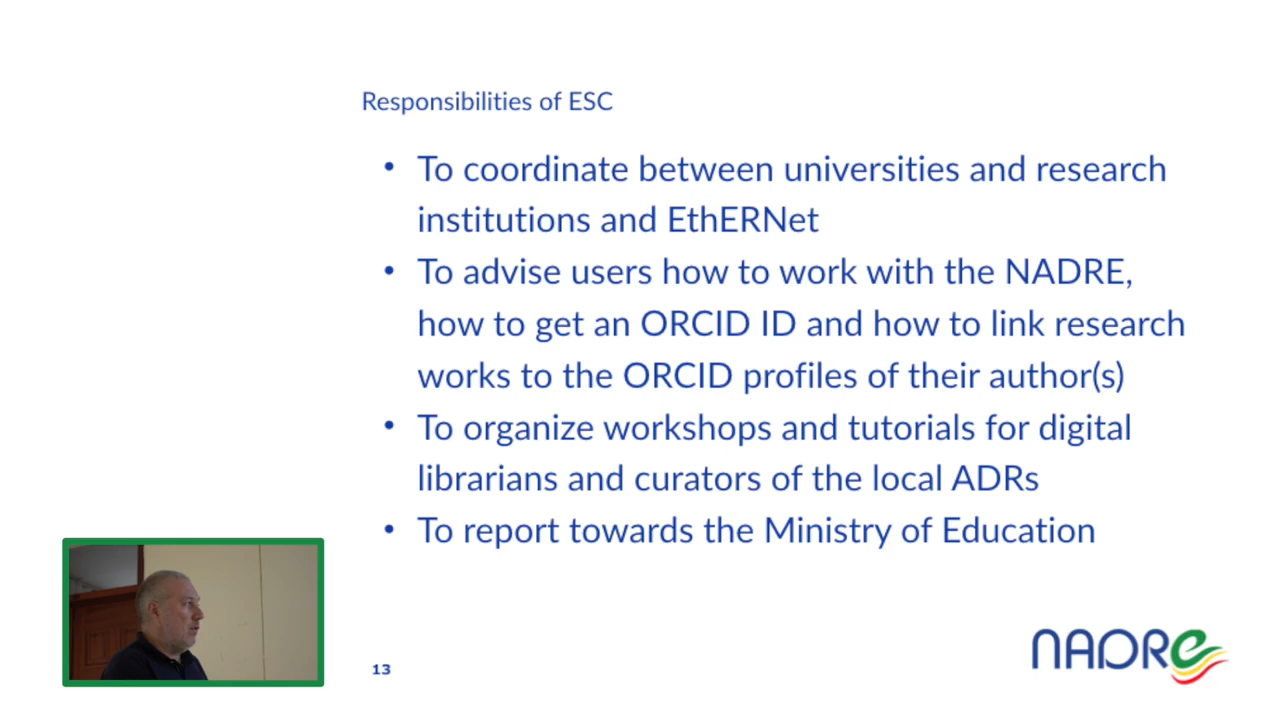 Responsibilities of ESC
• To coordinate between universities and research
institutions and EthERNet
• To advise users how to work with the NADRE,
how to get an ORCID ID and how to link research
works to the ORCID profiles of their author(s)
• To organize workshops and tutorials for digital
librarians and curators of the local ADRs
• To report towards the Ministry of Education
13
NADRe